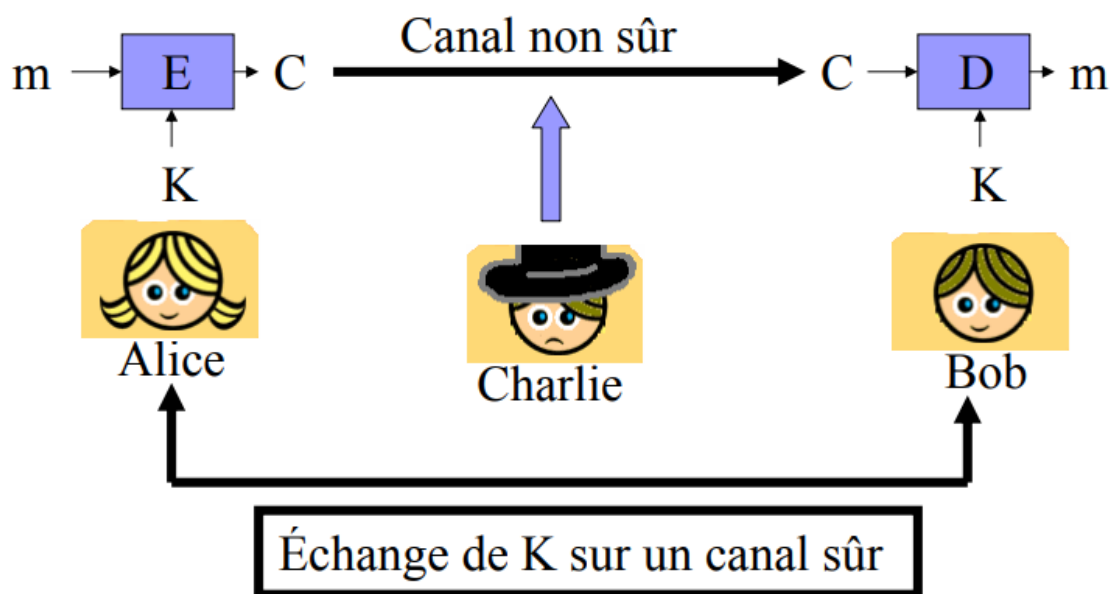 Canal non sûr
m E C C D m
K K
Alice Charlie Bob
Échange de K sur un canal sûr